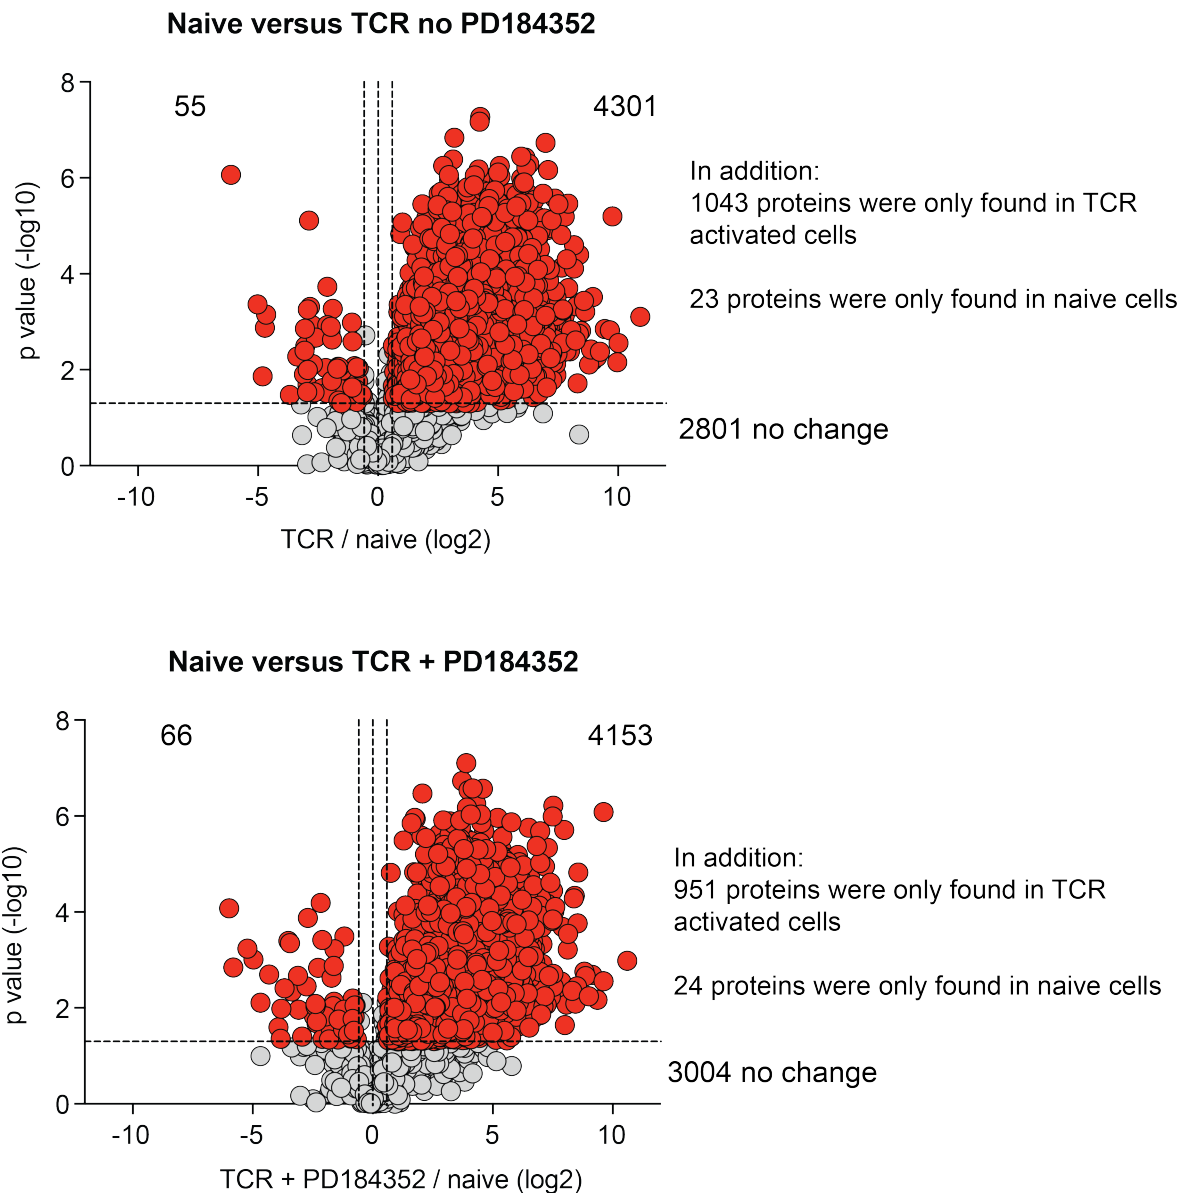 Naive versus TCR no PD184352
8
55
4301
6
4
2
0
p value (-log10)
In addition:
1043 proteins were only found in TCR
activated cells
23 proteins were only found in naive cells
2801 no change
-10 -5 0 5 10
TCR / naive (log2)
Naive versus TCR + PD184352
8
66
4153
6
4
2
0
p value (-log10)
In addition:
951 proteins were only found in TCR
activated cells
24 proteins were only found in naive cells
3004 no change
-10 -5 0 5 10
TCR + PD184352 / naive (log2)